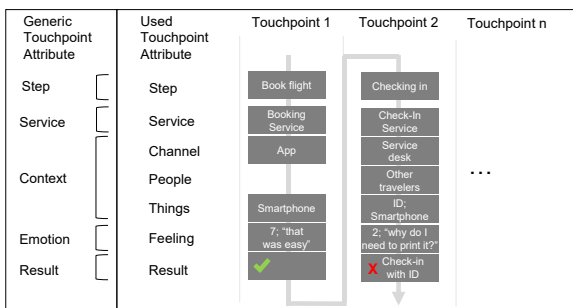 Generic
Touchpoint
Attribute
Used
Touchpoint
Attribute
Touchpoint 1
Touchpoint 2
Touchpoint n
Step
Step
Book flight
Checking in
Service
Service
Booking
Service
Check-In
Service
Context
Channel
App
Service
desk
People
Other
travelers
...
Things
Smartphone
ID;
Smartphone
Emotion
Feeling
7; "that
was easy"
2; "why do I
need to print it?"
Result
Result
X Check-in
with ID